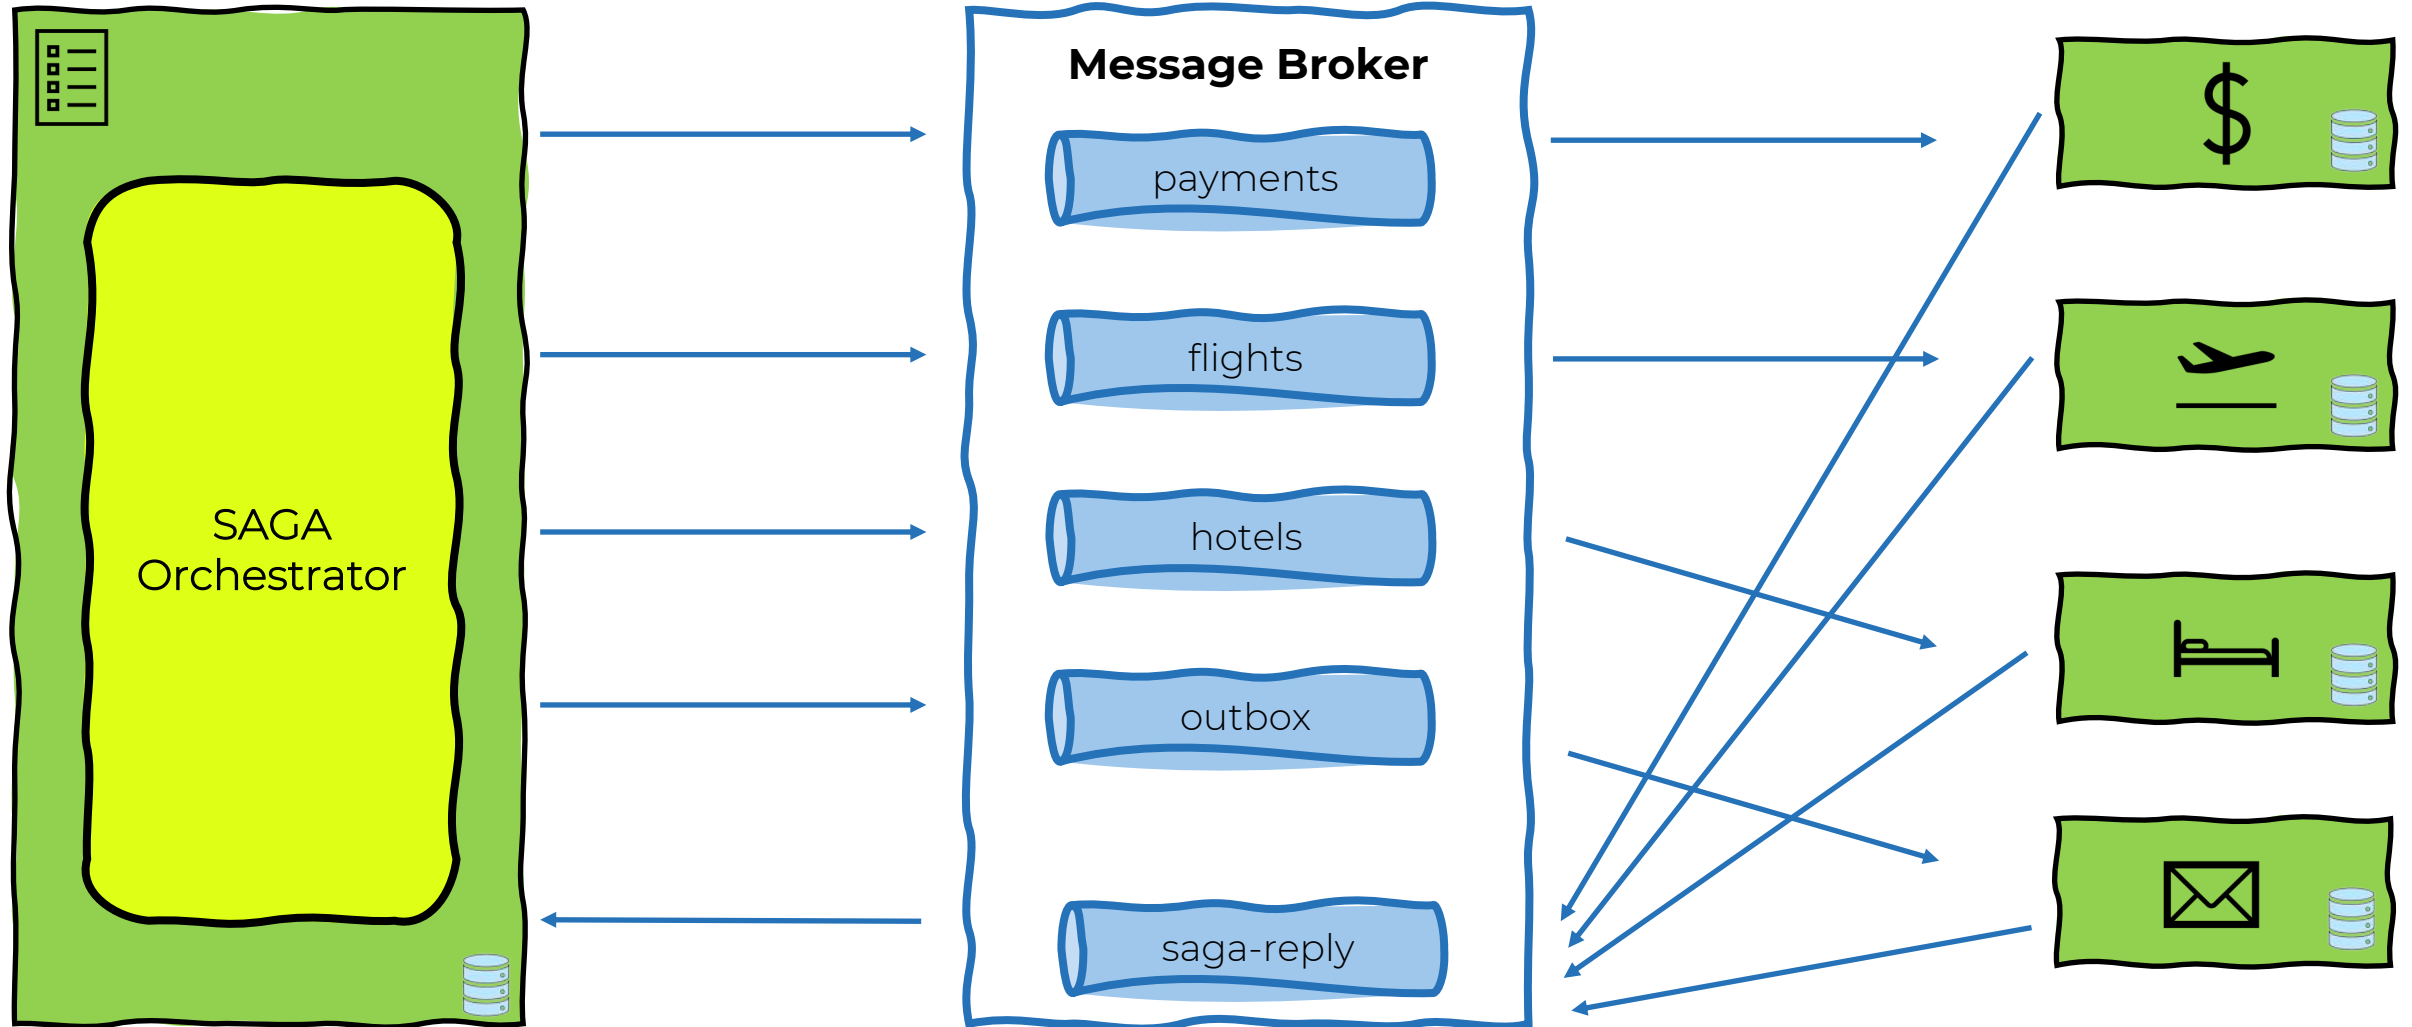 Message Broker
payments
flights
hotels
outbox
saga-reply
SAGA
Orchestrator
$